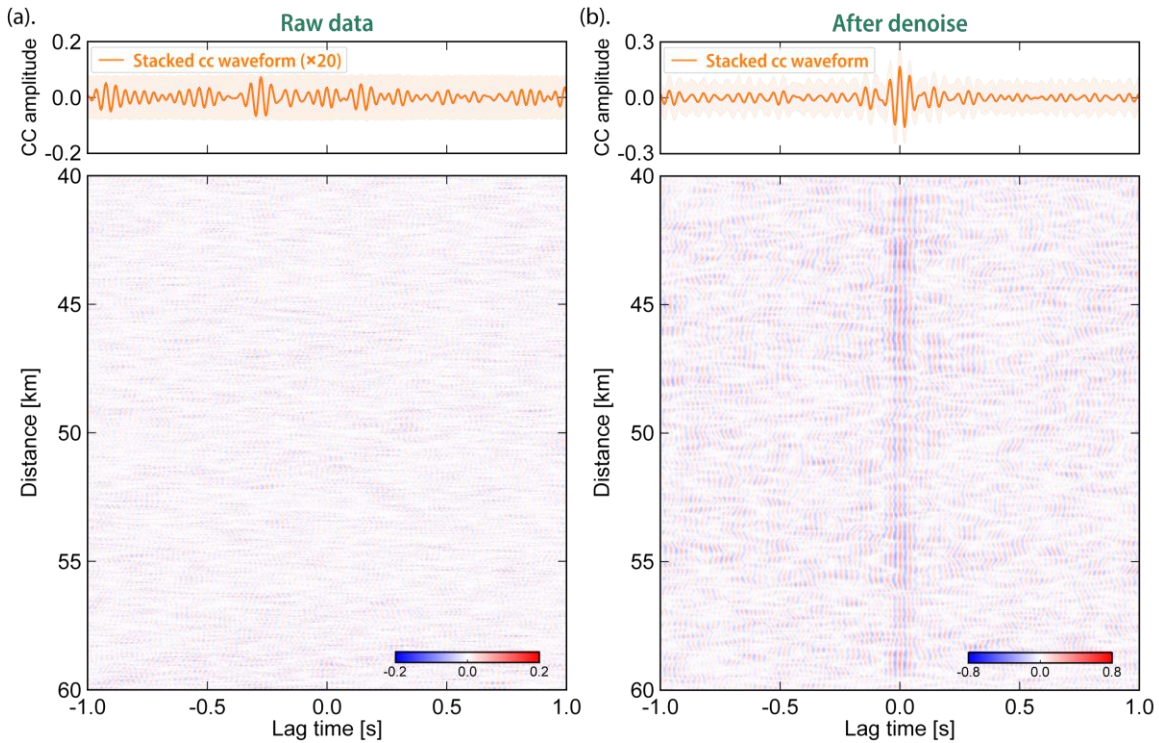 (a).
Raw data
0.2
0.0
-0.2
CC amplitude
Stacked cc waveform (×20)
40
45
50
55
60
Distance [km]
-0.2 0.0 0.2
-1.0 -0.5 0.0 0.5 1.0
Lag time [s]
(b).
After denoise
0.3
0.0
-0.3
CC amplitude
Stacked cc waveform
40
45
50
55
60
Distance [km]
-0.8 0.0 0.8
-1.0 -0.5 0.0 0.5 1.0
Lag time [s]